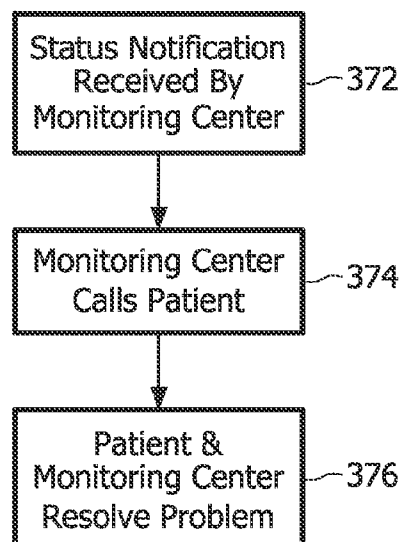 Status Notification
Received By
Monitoring Center
372
Monitoring Center
Calls Patient
374
Patient &
Monitoring Center
Resolve Problem
376